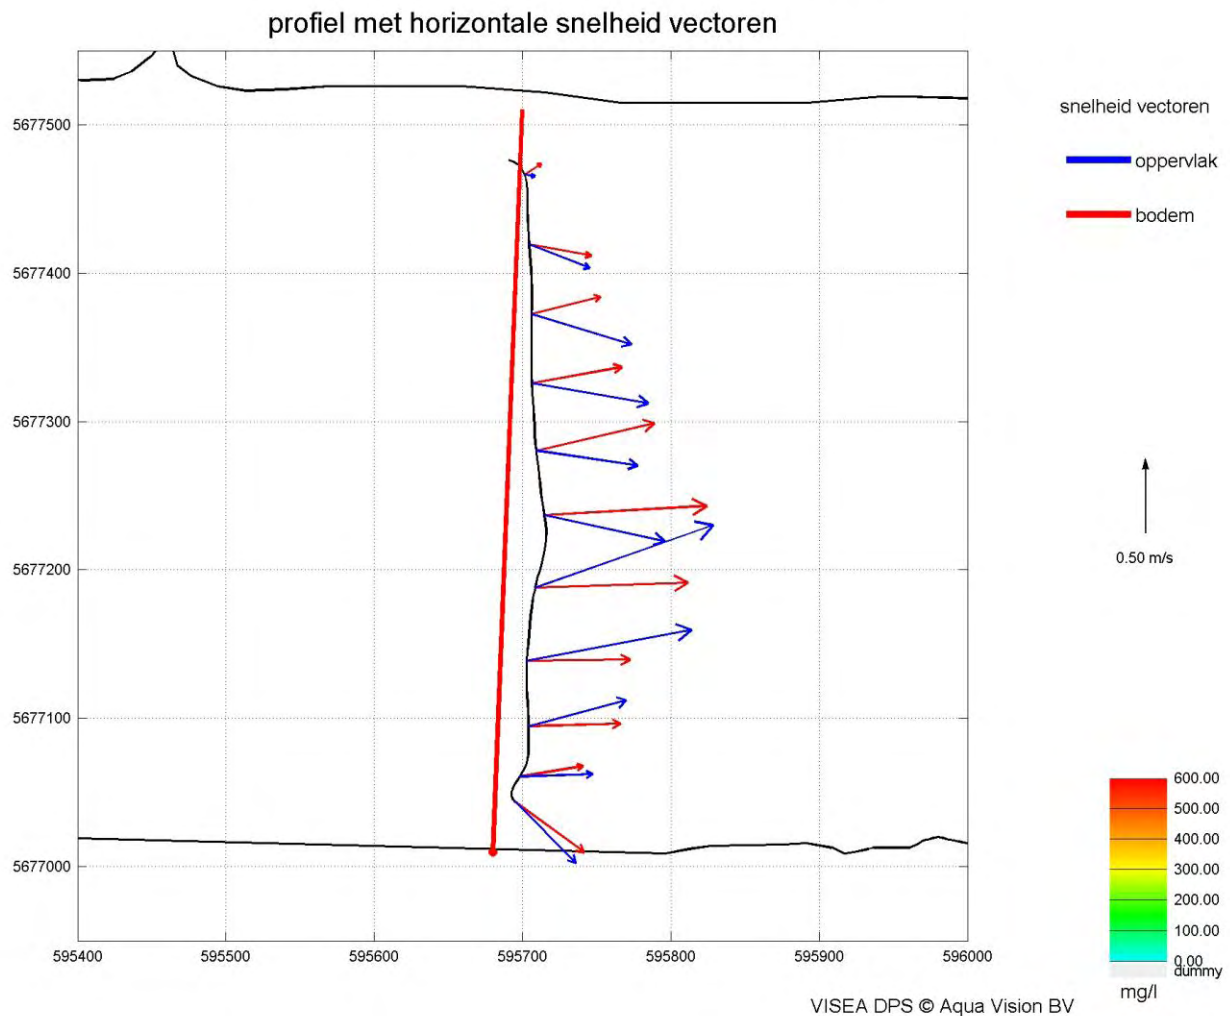 profiel met horizontale snelheid vectoren
snelheid vectoren
oppervlak
bodem
5677500
5677400
5677300
5677200
5677100
5677000
595400
595500
595600
595700
595800
595900
596000
0.50 m/s
600.00
500.00
400.00
300.00
200.00
100.00
0.00
dummy
mg/l
VISEA DPS © Aqua Vision BV